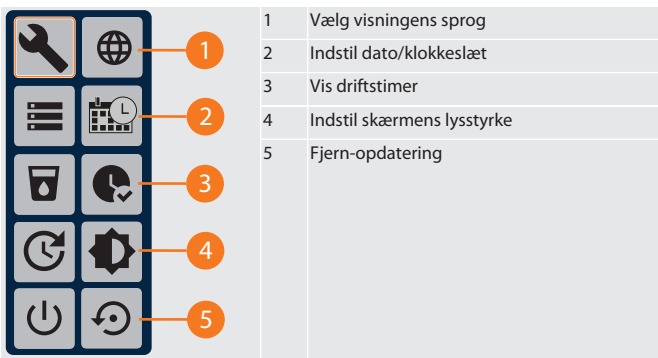 1 Vælg visningens sprog
2 Indstil dato/klokkeslæt
3 Vis driftstimer
4 Indstil skærmens lysstyrke
5 Fjern-opdatering
1
2
3
4
5